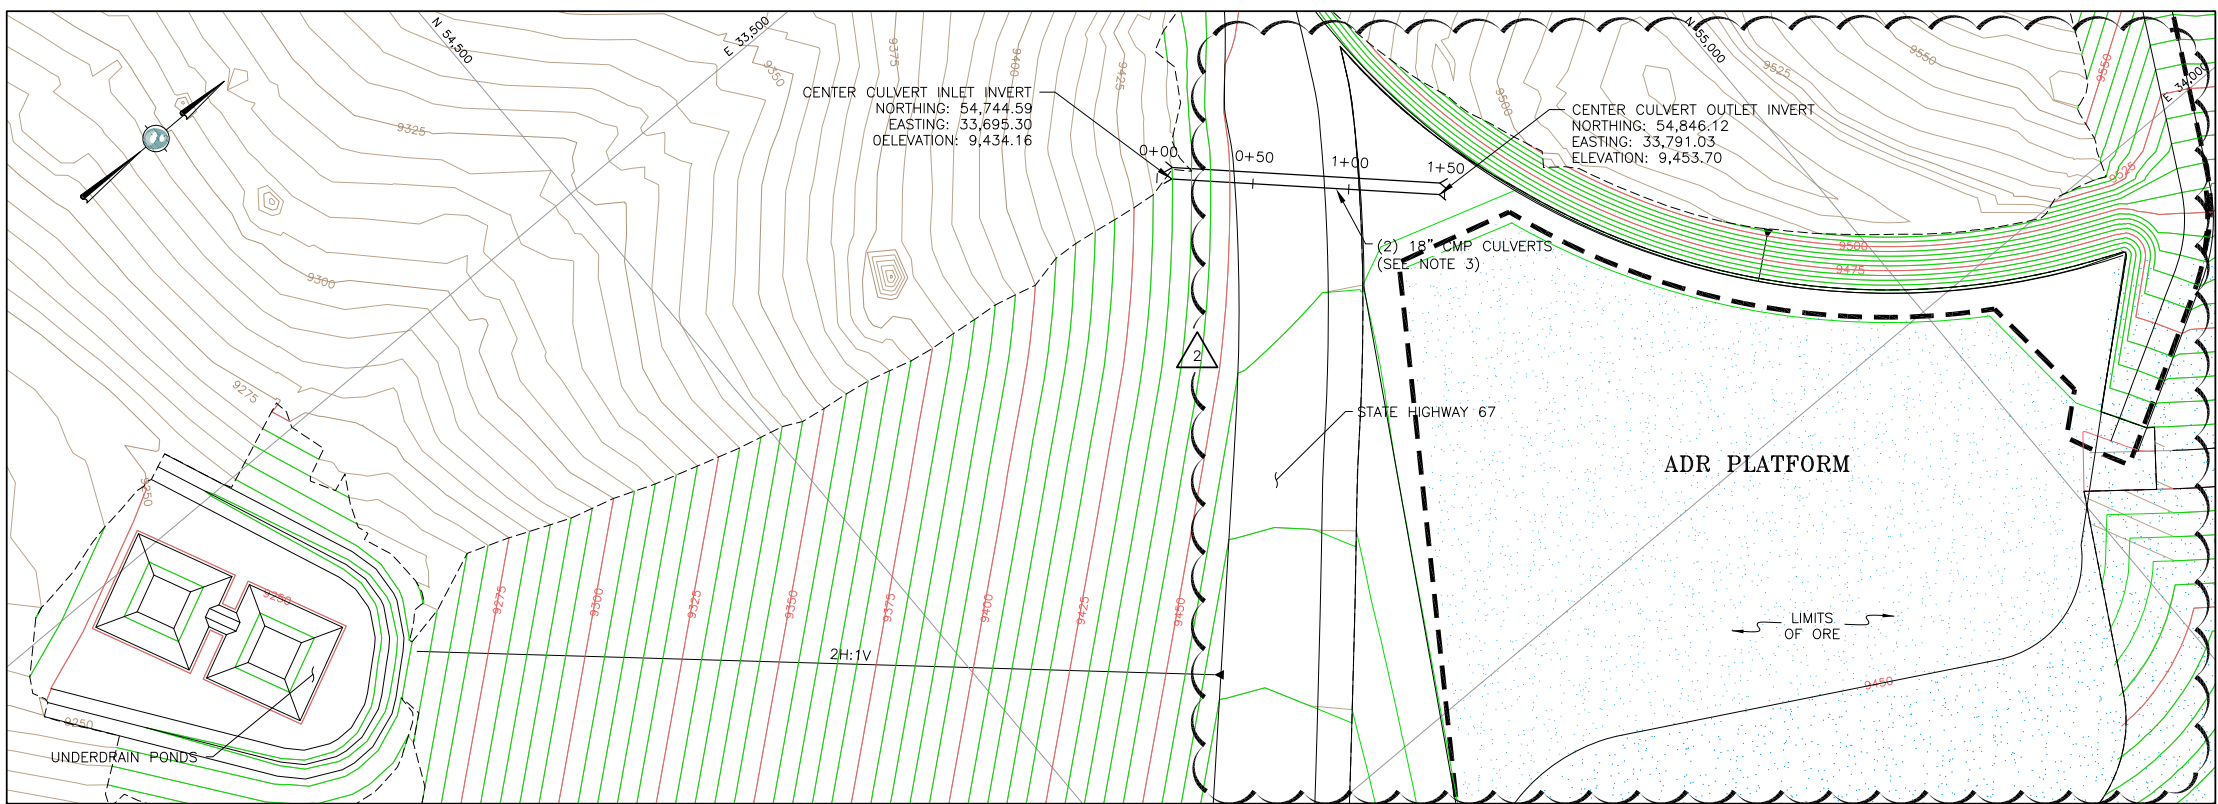 N 54,500
E 33,500
9375
9400
9425
9350
9325
9300
9275
CENTER CULVERT INLET INVERT
NORTHING: 54,744.59
EASTING: 33,695.30
OELEVATION: 9,434.16
0+00
0+50
1+00
1+50
N 55,000
9500
9525
9550
9550
E 34,000
CENTER CULVERT OUTLET INVERT
NORTHING: 54,846.12
EASTING: 33,791.03
ELEVATION: 9,453.70
9525
(2) 18" CMP CULVERTS
(SEE NOTE 3)
9500
9475
2
STATE HIGHWAY 67
ADR PLATFORM
LIMITS
OF ORE
9450
9250
9250
9250
UNDERDRAIN PONDS
9275
9300
9325
9350
9375
9400
9425
9450
2H:1V